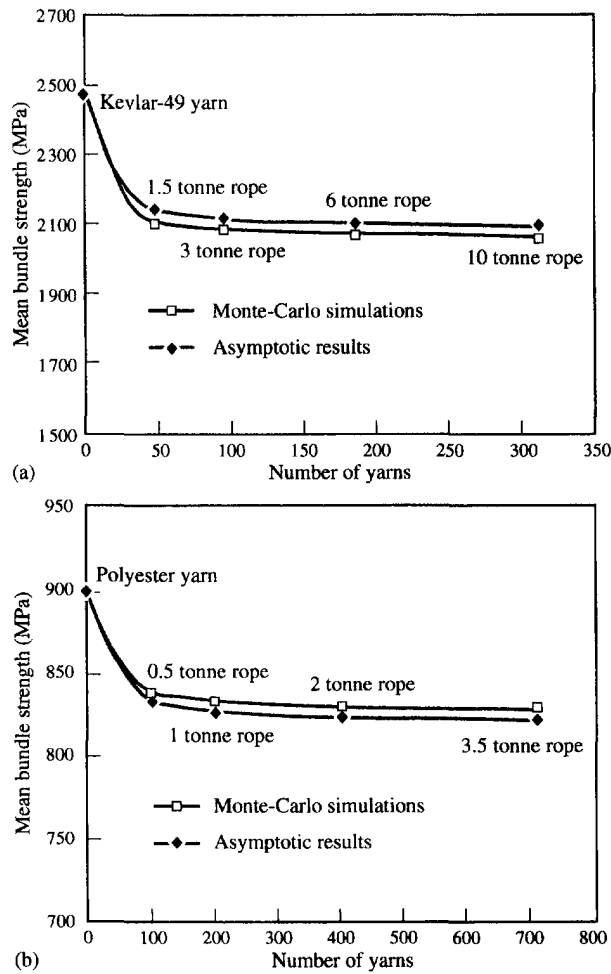 2700
2500
2300
2100
1900
1700
1500
Mean bundle strength (MPa)
Kevlar-49 yarn
1.5 tonne rope
6 tonne rope
3 tonne rope
10 tonne rope
Monte-Carlo simulations
Asymptotic results
0 50 100 150 200 250 300 350
(a)
Number of yarns
950
900
850
800
750
700
Mean bundle strength (MPa)
Polyester yarn
0.5 tonne rope
2 tonne rope
1 tonne rope
3.5 tonne rope
Monte-Carlo simulations
Asymptotic results
0 100 200 300 400 500 600 700 800
(b)
Number of yarns